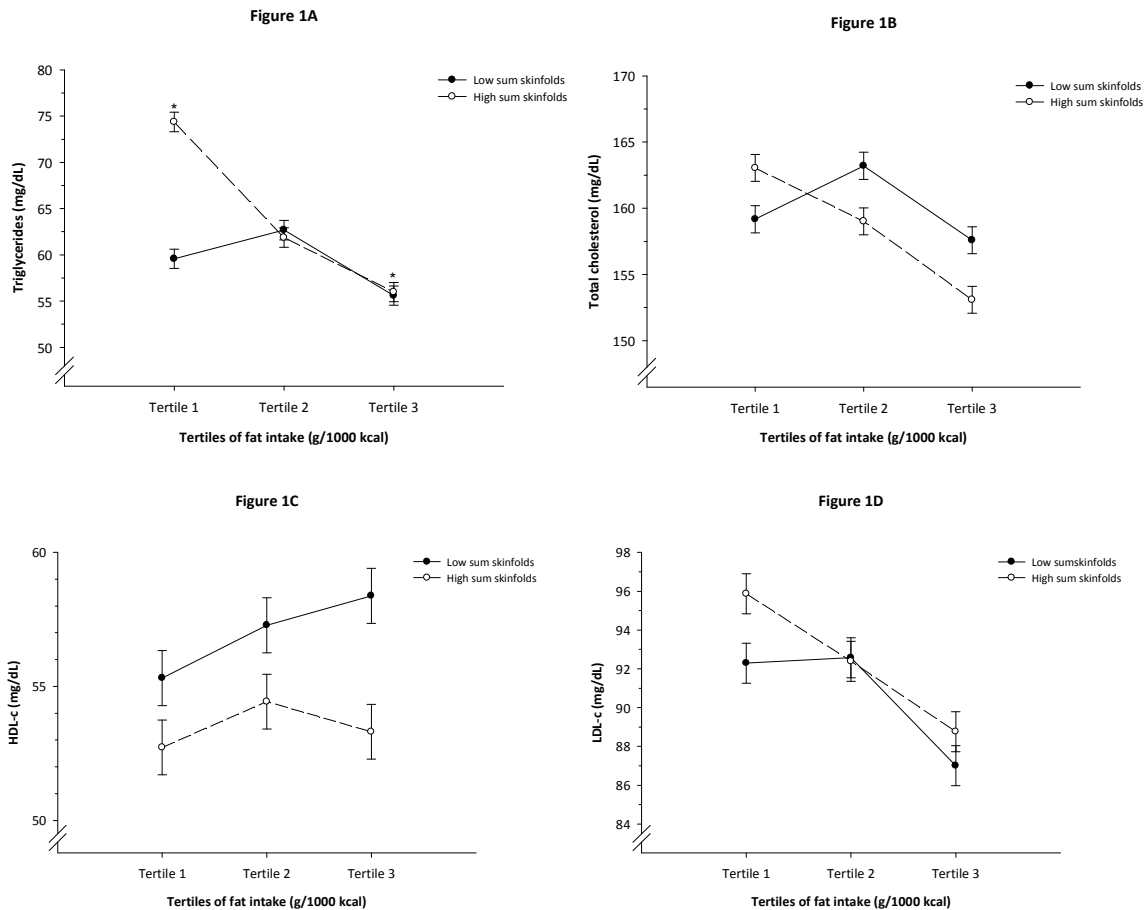 Figure 1A
Low sum skinfolds
High sum skinfolds
Triglycerides (mg/dL)
80
75
70
65
60
55
50
*
*
Tertile 1
Tertile 2
Tertile 3
Tertiles of fat intake (g/1000 kcal)
Figure 1B
Low sum skinfolds
High sum skinfolds
Total cholesterol (mg/dL)
170
165
160
155
150
Tertile 1
Tertile 2
Tertile 3
Tertiles of fat intake (g/1000 kcal)
Figure 1C
Low sum skinfolds
High sum skinfolds
HDL-c (mg/dL)
60
55
50
Tertile 1
Tertile 2
Tertile 3
Tertiles of fat intake (g/1000 kcal)
Figure 1D
Low sumskinfolds
High sum skinfolds
LDL-c (mg/dL)
98
96
94
92
90
88
86
84
Tertile 1
Tertile 2
Tertile 3
Tertiles of fat intake (g/1000 kcal)